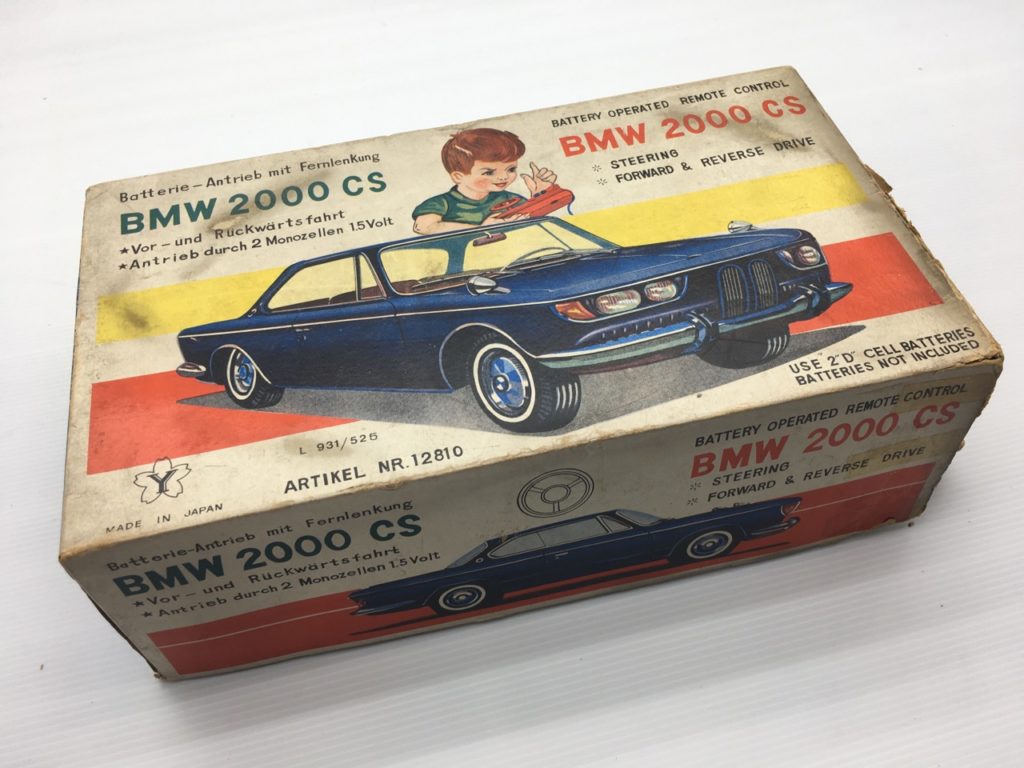 Batterie-Antrieb mit Fernlenkung
BMW 2000 CS
★Vor- und Rückwärtsfahrt
★Antrieb durch 2 Monozellen 1.5Volt
BATTERY OPERATED REMOTE CONTROL
BMW 2000 CS
STEERING
FORWARD & REVERSE DRIVE
USE 2"D" CELL BATTERIES
BATTERIES NOT INCLUDED
L 931/525
ARTIKEL NR.12810
Y
MADE IN JAPAN
Batterie-Antrieb mit Fernlenkung
BMW 2000 CS
★Vor- und Rückwärtsfahrt
★Antrieb durch 2 Monozellen 1.5Volt
BATTERY OPERATED REMOTE CONTROL
BMW 2000 CS
STEERING
FORWARD & REVERSE DRIVE